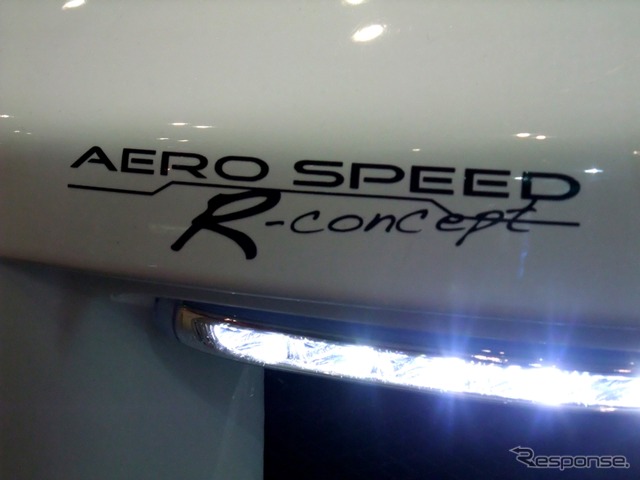 AERO SPEED
R-concept
Response.